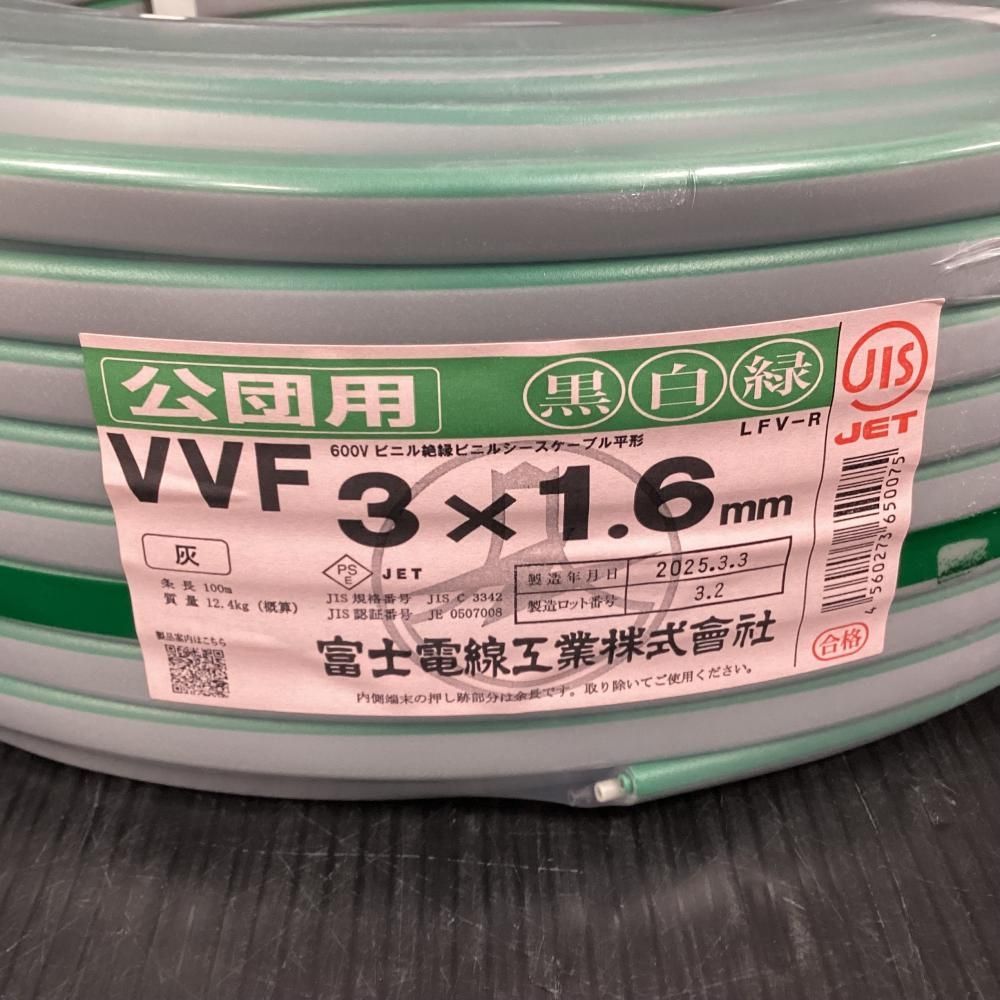 公団用 黒 白 緑
LFV-R
600V ビニル絶縁ビニルシースケーブル平形
VVF 3×1.6mm
灰
条長 100m
質量 12.4kg (概算)
製品案内はこちら
PS E JET
JIS 規格番号 JIS C 3342
JIS 認証番号 JE 0507008
製造年月日 2025.3.3
製造ロット番号 3.2
富士電線工業株式會社
内側端末の押し跡部分は余長です。取り除いてご使用ください。
JIS
JET
4 560273 650075
合格